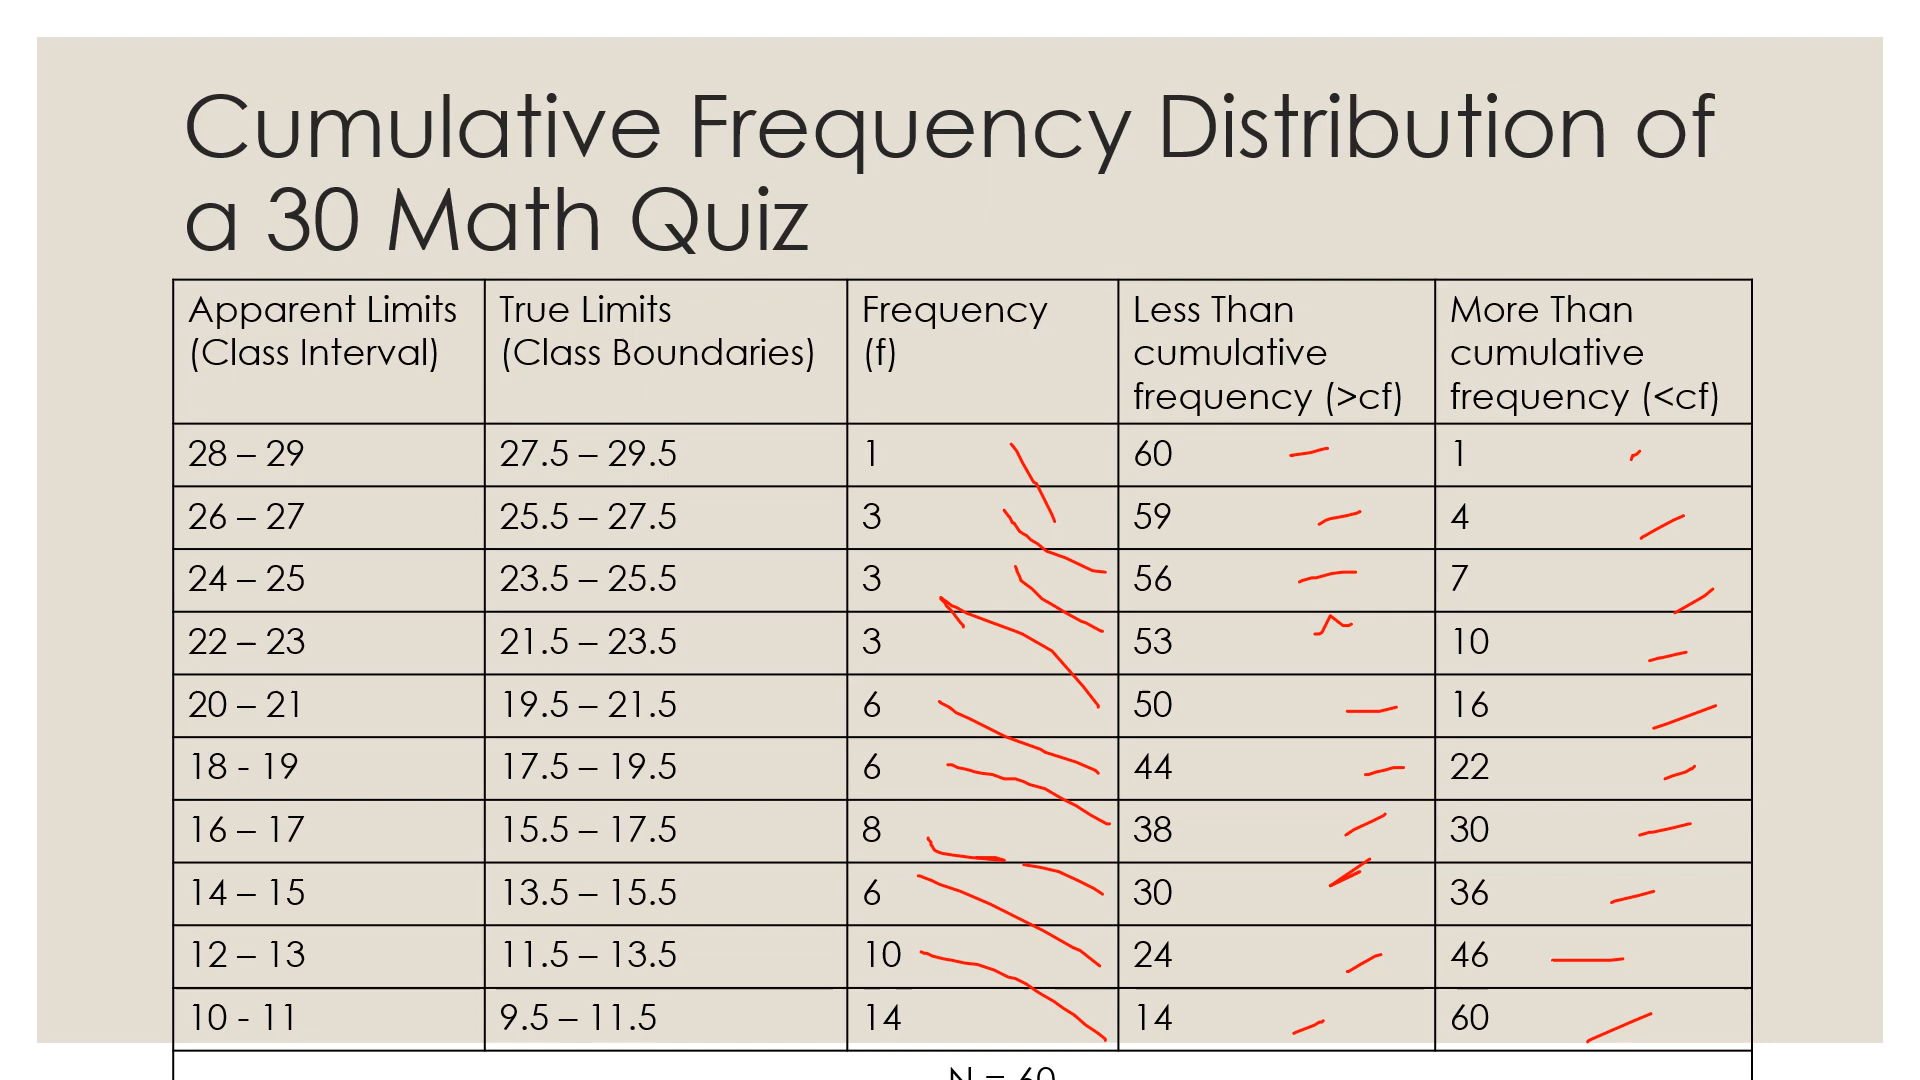 Cumulative Frequency Distribution of
a 30 Math Quiz
Apparent Limits (Class Interval) True Limits (Class Boundaries) Frequency (f) Less Than cumulative frequency (>cf) More Than cumulative frequency (<cf)
28 – 29 27.5 – 29.5 1 60 1
26 – 27 25.5 – 27.5 3 59 4
24 – 25 23.5 – 25.5 3 56 7
22 – 23 21.5 – 23.5 3 53 10
20 – 21 19.5 – 21.5 6 50 16
18 - 19 17.5 – 19.5 6 44 22
16 – 17 15.5 – 17.5 8 38 30
14 – 15 13.5 – 15.5 6 30 36
12 – 13 11.5 – 13.5 10 24 46
10 - 11 9.5 – 11.5 14 14 60
N = 60